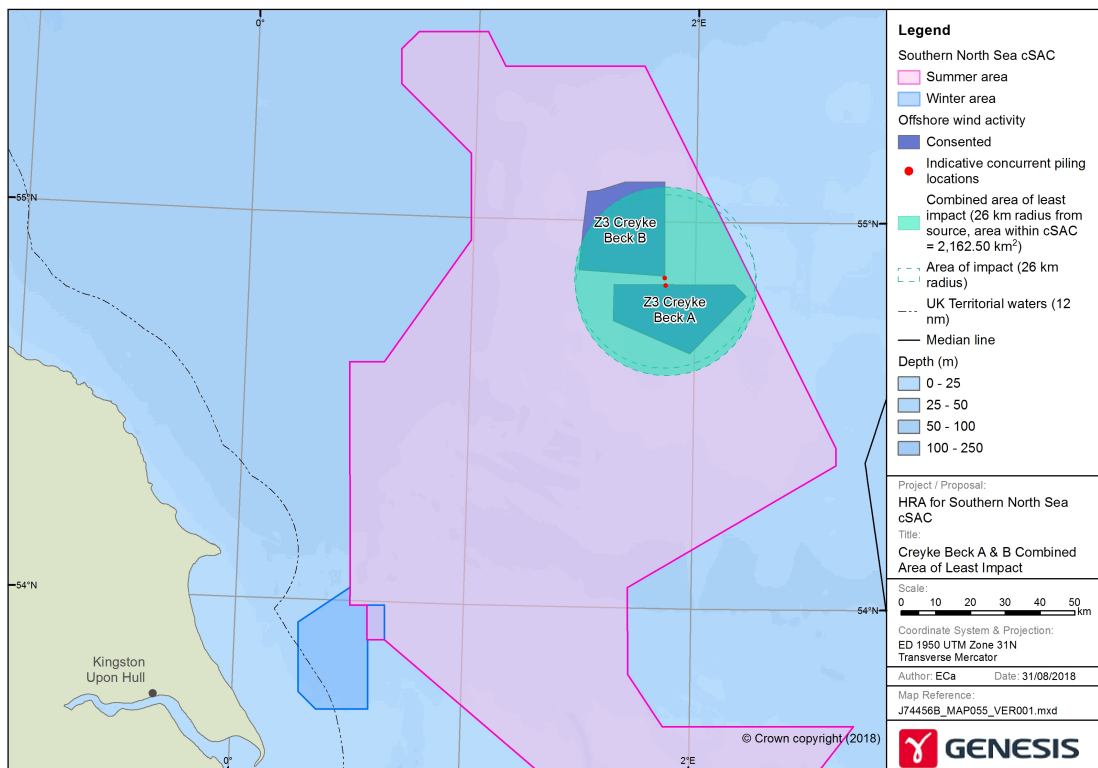 0°
2°E
55°N
55°N
Z3 Creyke
Beck B
Z3 Creyke
Beck A
54°N
54°N
Kingston
Upon Hull
0°
2°E
© Crown copyright (2018)
Legend
Southern North Sea cSAC
Summer area
Winter area
Offshore wind activity
Consented
Indicative concurrent piling
locations
Combined area of least
impact (26 km radius from
source, area within cSAC
= 2,162.50 km²)
Area of impact (26 km
radius)
UK Territorial waters (12
nm)
Median line
Depth (m)
0 - 25
25 - 50
50 - 100
100 - 250
Project / Proposal:
HRA for Southern North Sea
cSAC
Title:
Creyke Beck A & B Combined
Area of Least Impact
Scale:
0 10 20 30 40 50
km
Coordinate System & Projection:
ED 1950 UTM Zone 31N
Transverse Mercator
Author: ECa Date: 31/08/2018
Map Reference:
J74456B_MAP055_VER001.mxd
GENESIS